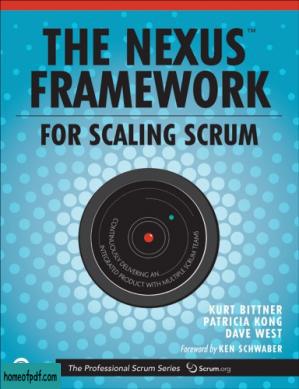 THE NEXUS™
FRAMEWORK
FOR SCALING SCRUM
CONTINUOUSLY DELIVERING AN
INTEGRATED PRODUCT WITH MULTIPLE SCRUM TEAMS
KURT BITTNER
PATRICIA KONG
DAVE WEST
Foreword by KEN SCHWABER
The Professional Scrum Series
Scrum.org
homeofpdf.com